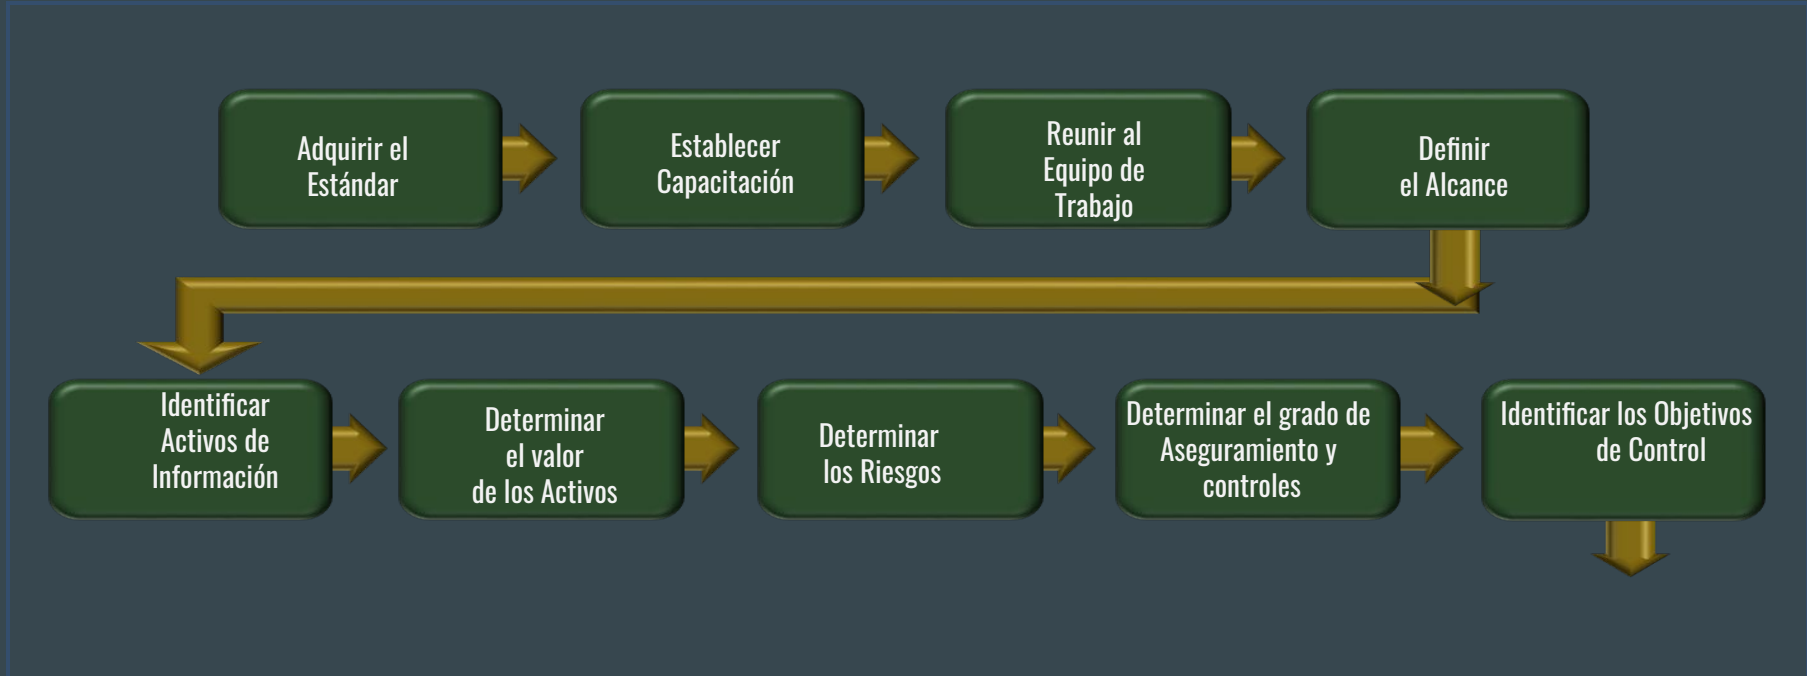 Adquirir el
Estándar
Establecer
Capacitación
Reunir al
Equipo de
Trabajo
Definir
el Alcance
Identificar
Activos de
Información
Determinar
el valor
de los Activos
Determinar
los Riesgos
Determinar el grado de
Aseguramiento y
controles
Identificar los Objetivos
de Control